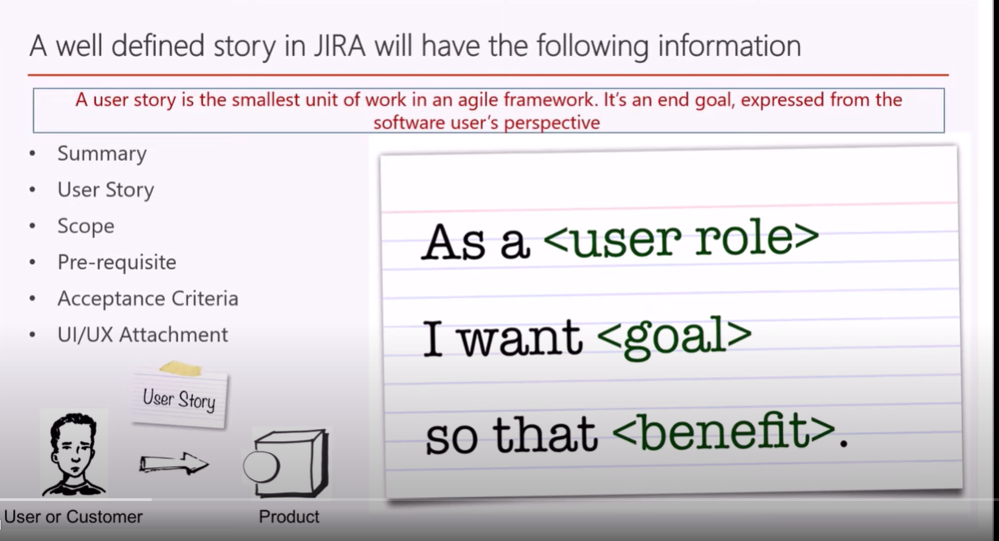 A well defined story in JIRA will have the following information
A user story is the smallest unit of work in an agile framework. It's an end goal, expressed from the
software user's perspective
• Summary
• User Story
• Scope
• Pre-requisite
• Acceptance Criteria
• UI/UX Attachment
As a <user role>
I want <goal>
so that <benefit>.
User Story
User or Customer
Product